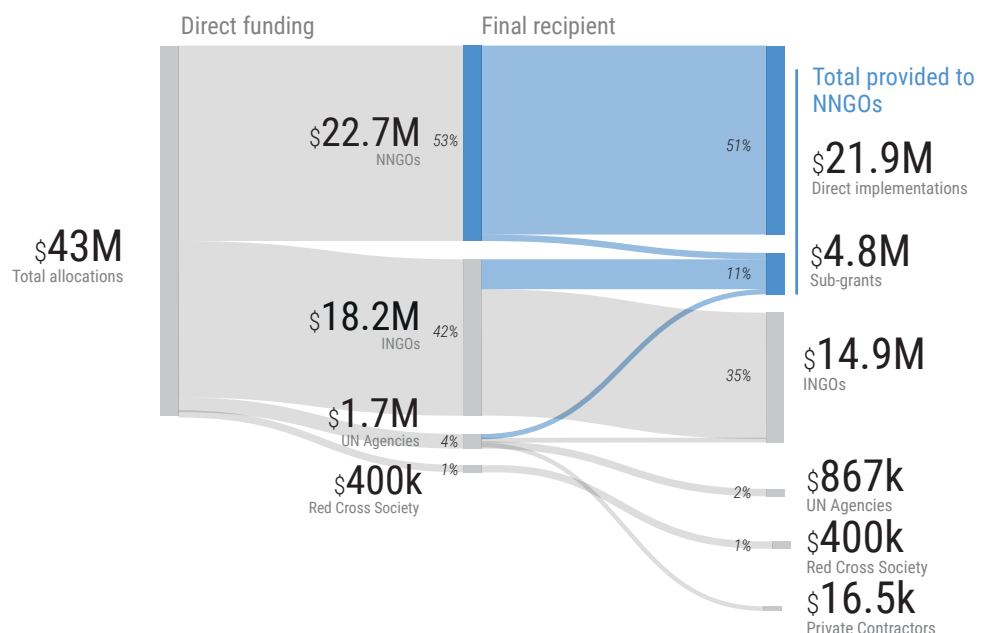 Direct funding
Final recipient
$43M
Total allocations
$22.7M
NNGOs
53%
$18.2M
INGOs
42%
$1.7M
UN Agencies
4%
$400k
Red Cross Society
1%
51%
11%
35%
2%
1%
Total provided to
NNGOs
$21.9M
Direct implementations
$4.8M
Sub-grants
$14.9M
INGOs
$867k
UN Agencies
$400k
Red Cross Society
$16.5k
Private Contractors